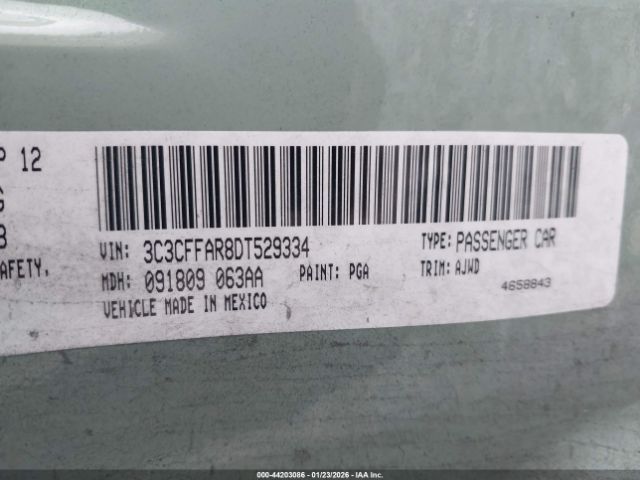 P 12
AFETY,
VIN: 3C3CFFAR8DT529334
TYPE: PASSENGER CAR
MDH: 091809 063AA
PAINT: PGA
TRIM: AJWD
VEHICLE MADE IN MEXICO
4658843
000-44203086 - 01/23/2026 - IAA Inc.